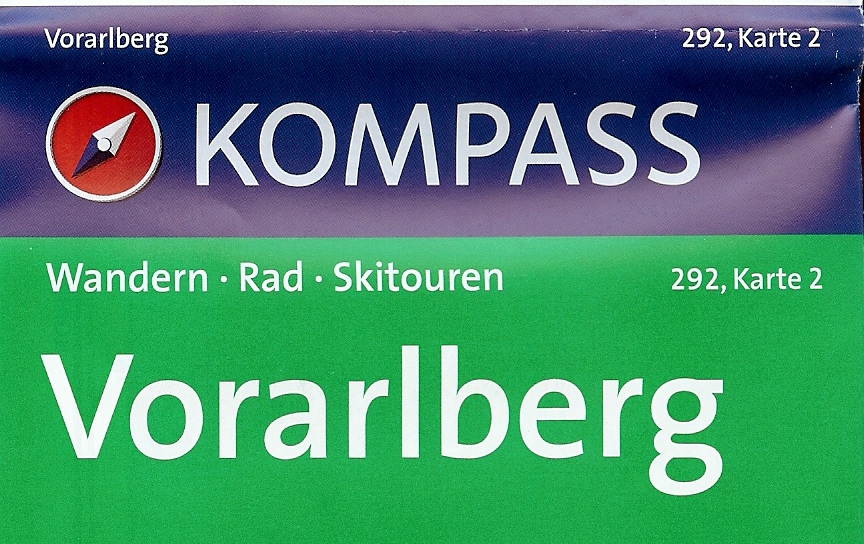 Vorarlberg 292, Karte 2
KOMPASS
Wandern · Rad · Skitouren 292, Karte 2
Vorarlberg